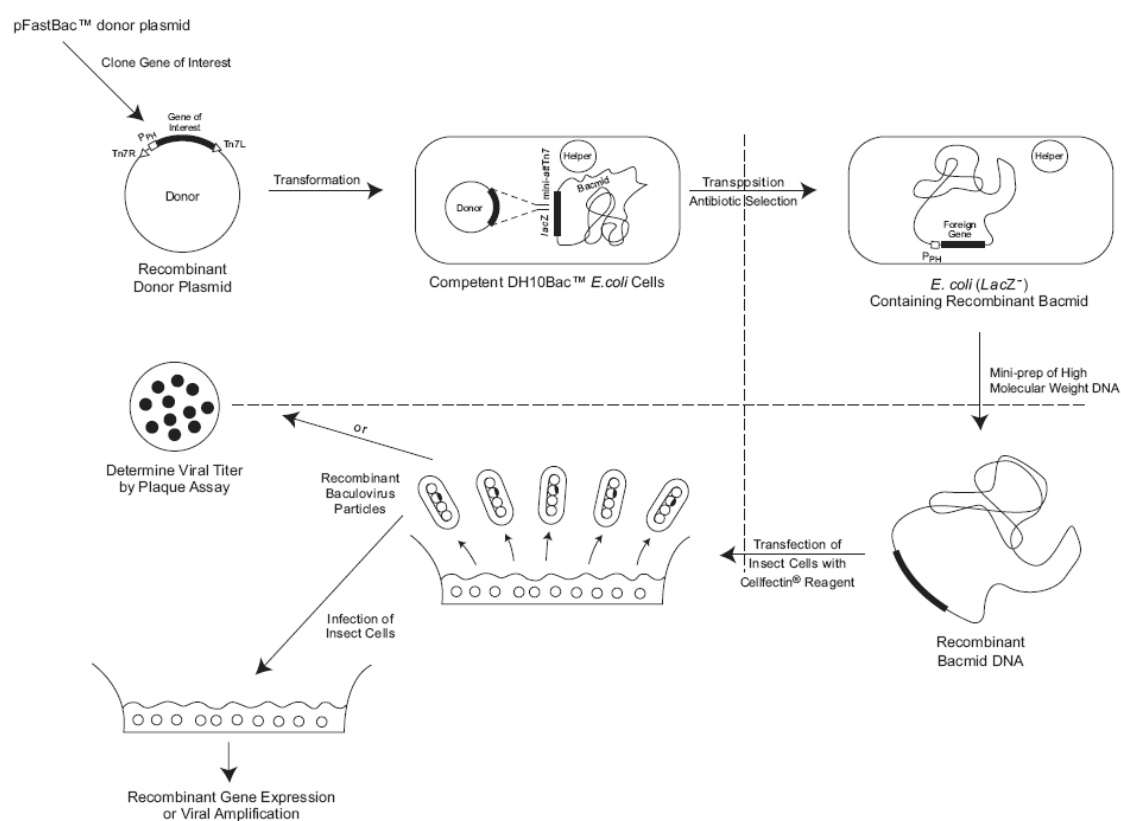 pFastBac™ donor plasmid
Clone Gene of Interest
Gene of
Interest
PPH
Tn7R
Tn7L
Donor
Recombinant
Donor Plasmid
Transformation
Helper
Donor
lacZ
mini-attTn7
Bacmid
Competent DH10Bac™ E.coli Cells
Transposition
Antibiotic Selection
Helper
Foreign
Gene
PPH
E. coli (LacZ⁻)
Containing Recombinant Bacmid
Mini-prep of High
Molecular Weight DNA
Recombinant
Bacmid DNA
Transfection of
Insect Cells with
Cellfectin® Reagent
Recombinant
Baculovirus
Particles
or
Determine Viral Titer
by Plaque Assay
Infection of
Insect Cells
Recombinant Gene Expression
or Viral Amplification